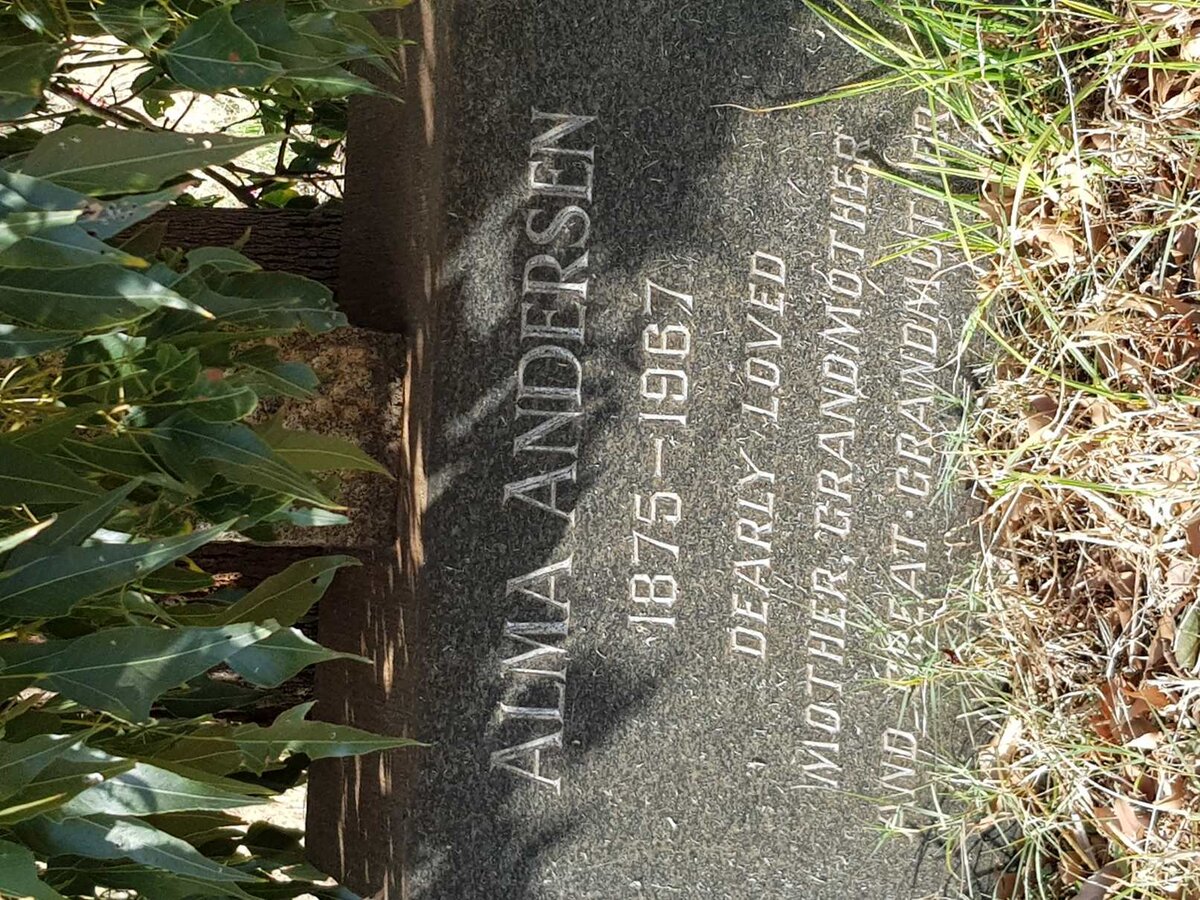 ALMA ANDERSEN
1875-1967
DEARLY LOVED
MOTHER, GRANDMOTHER
AND GREAT-GRANDMOTHER